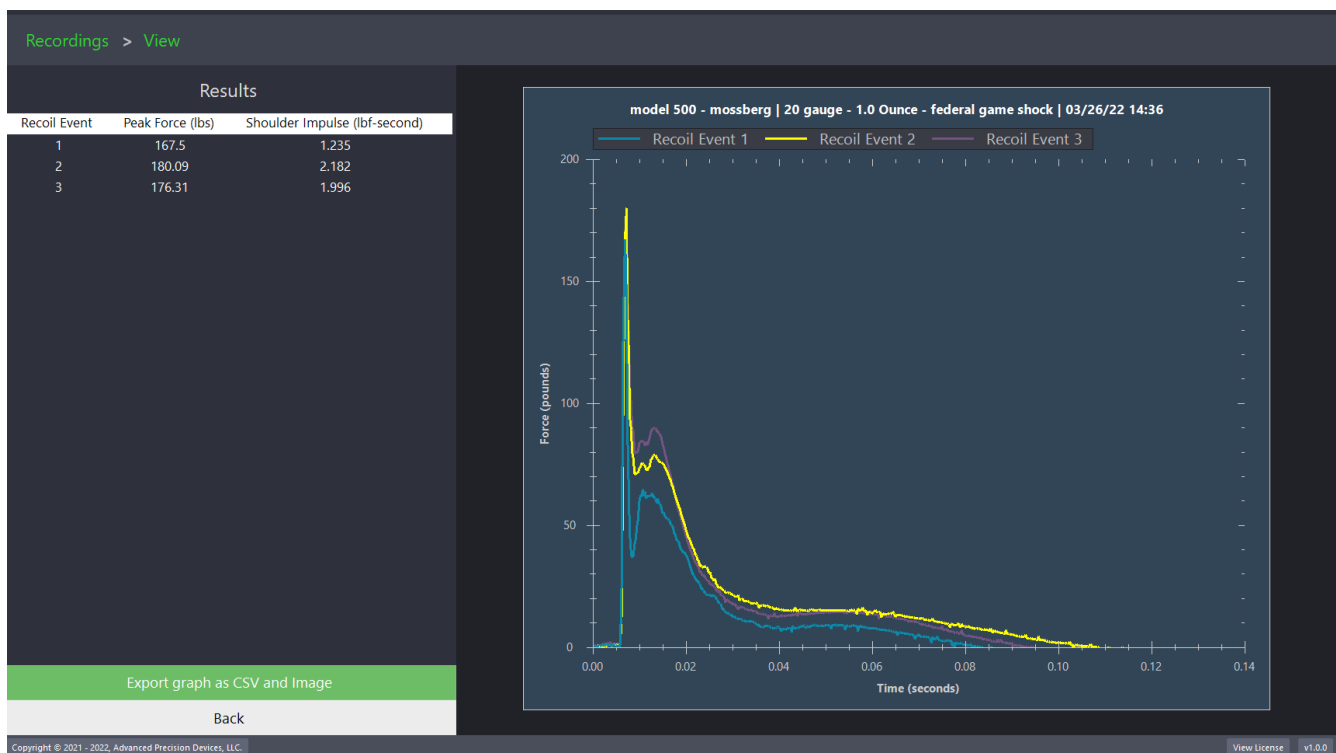 Recordings > View
Results
Recoil Event Peak Force (lbs) Shoulder Impulse (lbf-second)
1 167.5 1.235
2 180.09 2.182
3 176.31 1.996
Export graph as CSV and Image
Back
model 500 - mossberg | 20 gauge - 1.0 Ounce - federal game shock | 03/26/22 14:36
Recoil Event 1 Recoil Event 2 Recoil Event 3
200
150
100
50
0
Force (pounds)
0.00 0.02 0.04 0.06 0.08 0.10 0.12 0.14
Time (seconds)
Copyright © 2021 - 2022, Advanced Precision Devices, LLC. View License v1.0.0